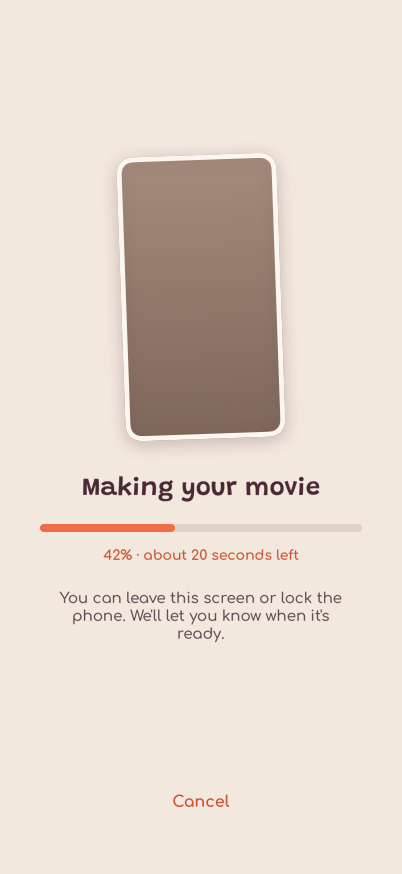 Making your movie
42% · about 20 seconds left
You can leave this screen or lock the
phone. We'll let you know when it's
ready.
Cancel